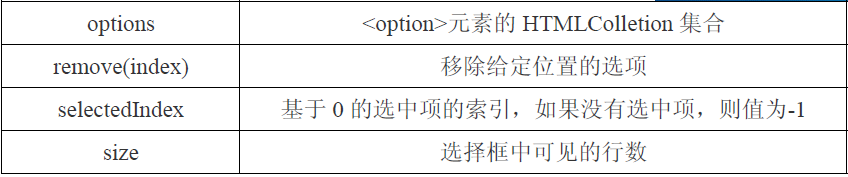 options <option>元素的 HTMLColletion 集合
remove(index) 移除给定位置的选项
selectedIndex 基于 0 的选中项的索引，如果没有选中项，则值为-1
size 选择框中可见的行数